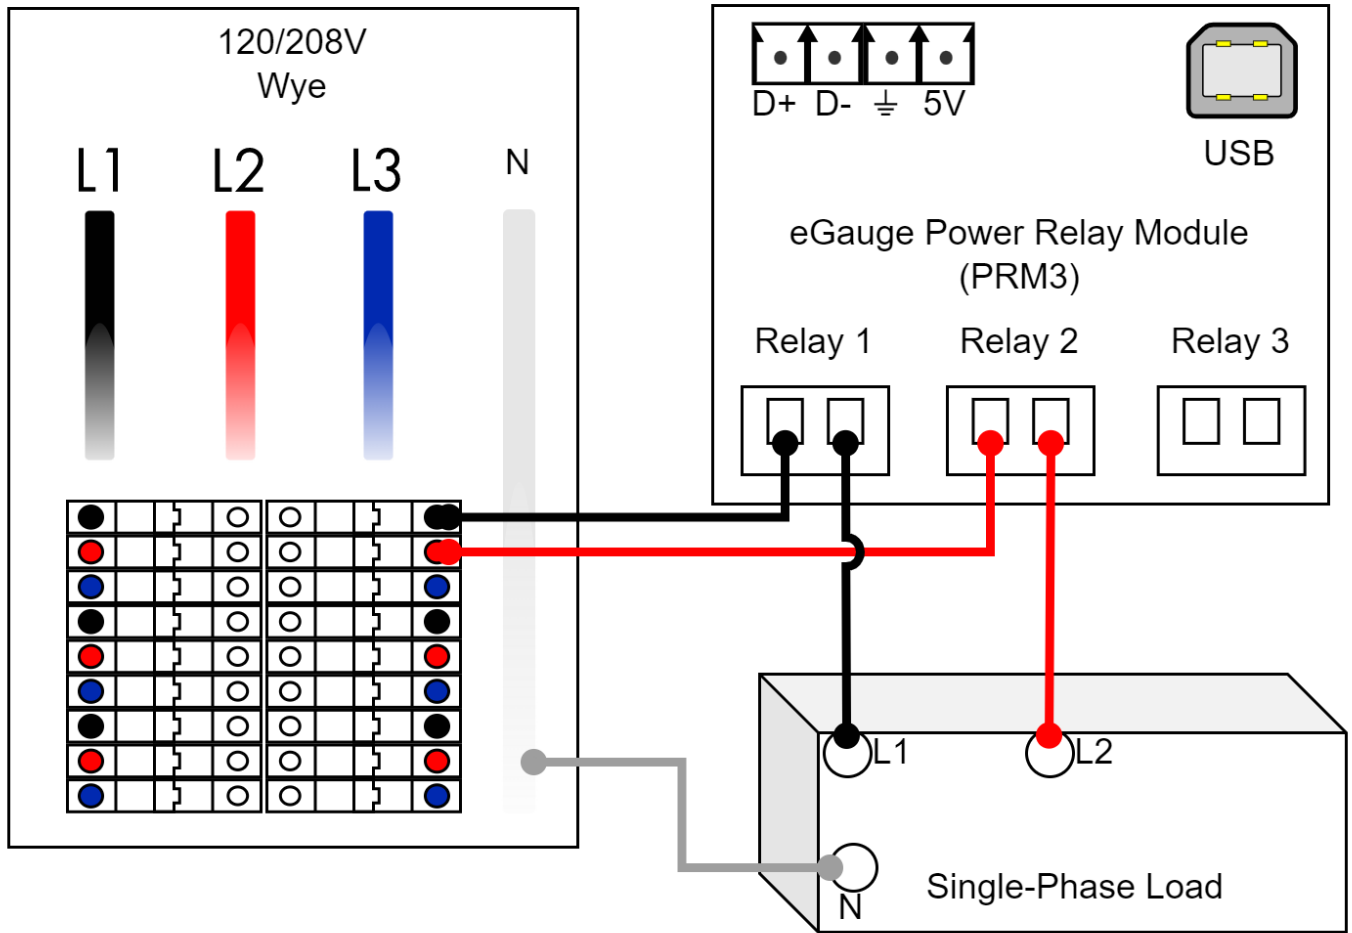 120/208V
Wye
L1 L2 L3 N
D+ D- 5V
USB
eGauge Power Relay Module
(PRM3)
Relay 1 Relay 2 Relay 3
L1 L2
N
Single-Phase Load